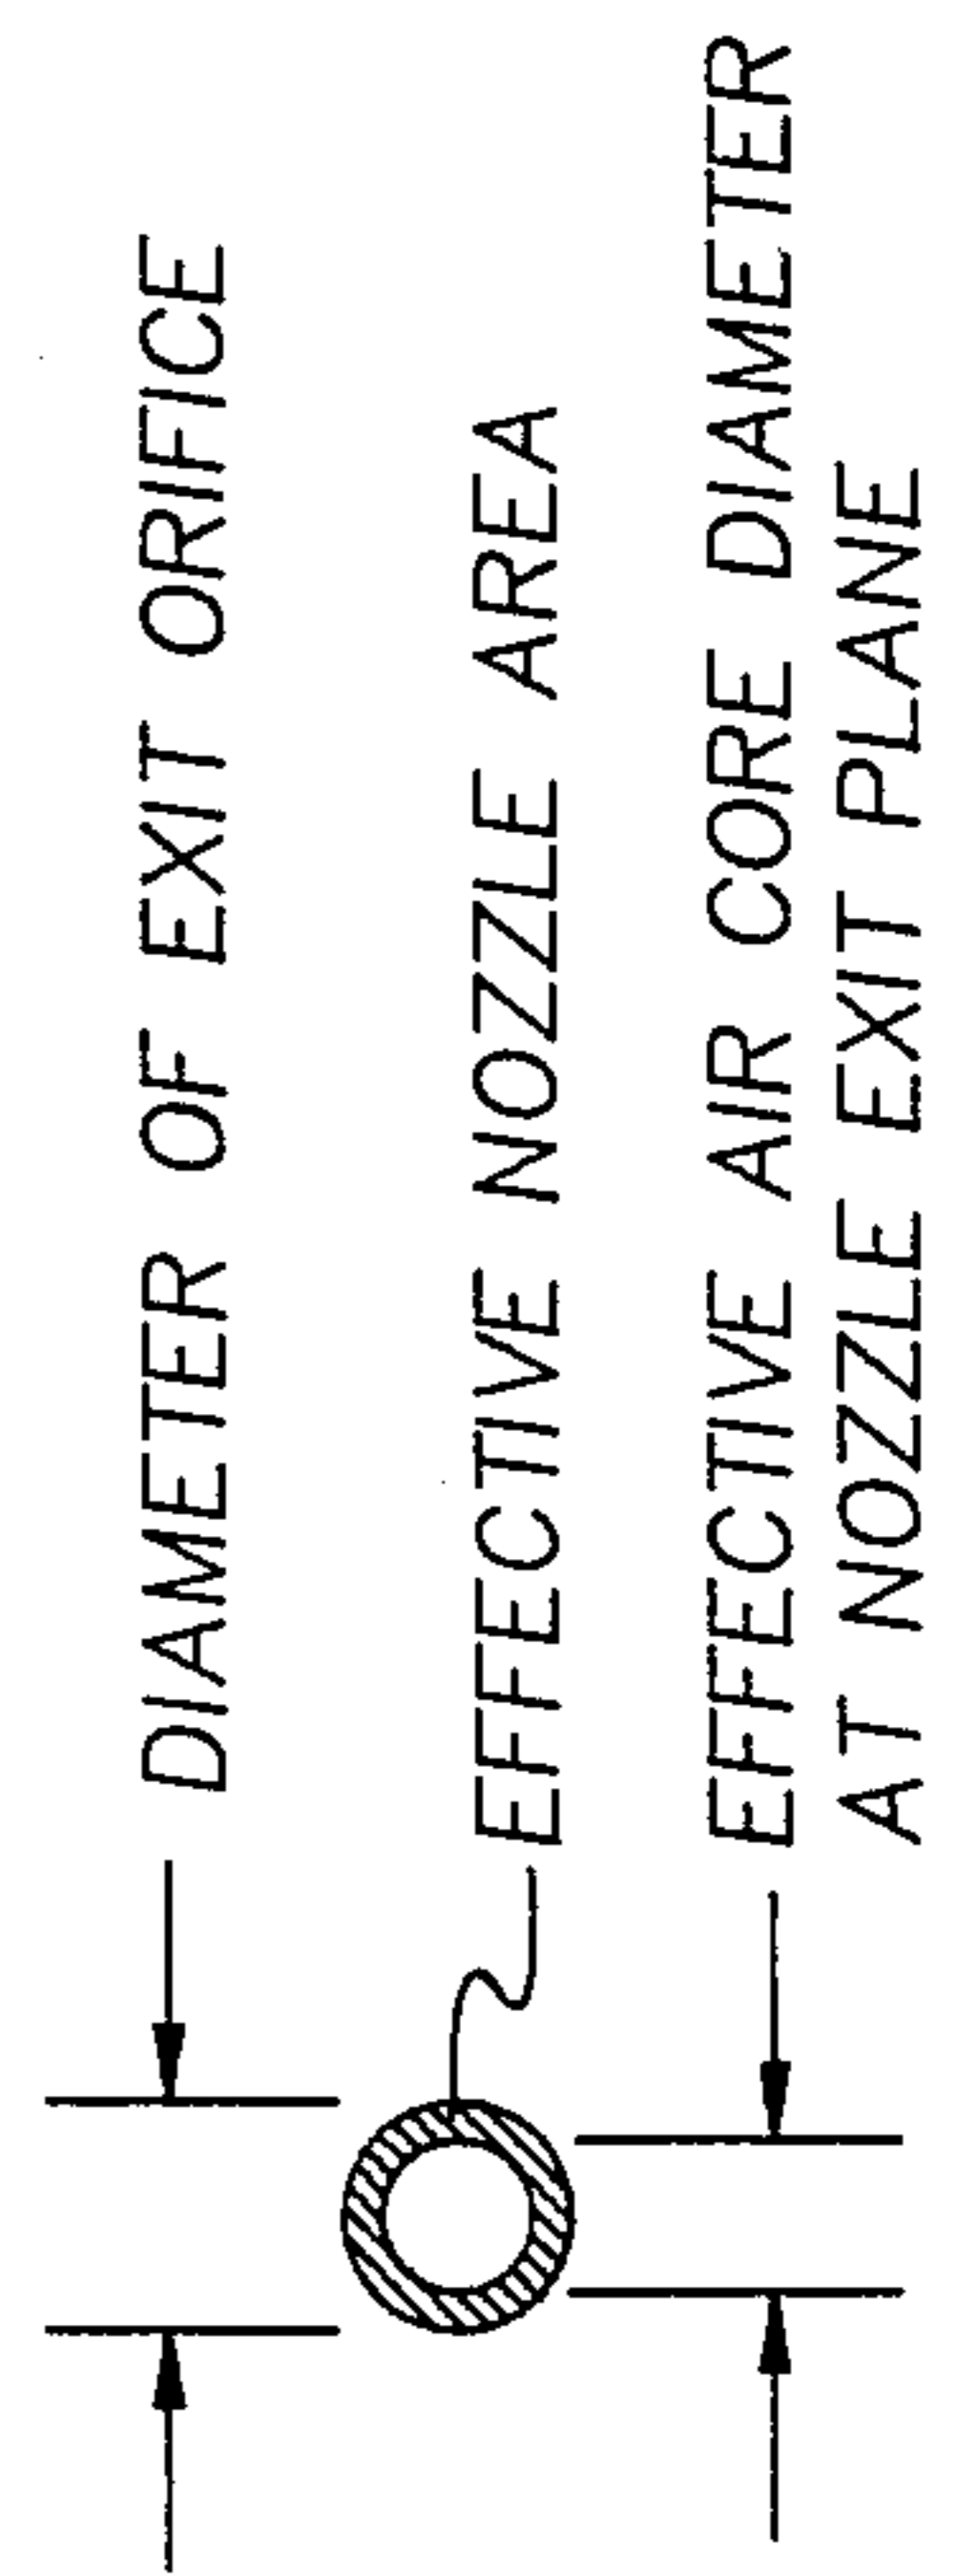 DIAMETER OF EXIT ORIFICE
EFFECTIVE NOZZLE AREA
EFFECTIVE AIR CORE DIAMETER
AT NOZZLE EXIT PLANE